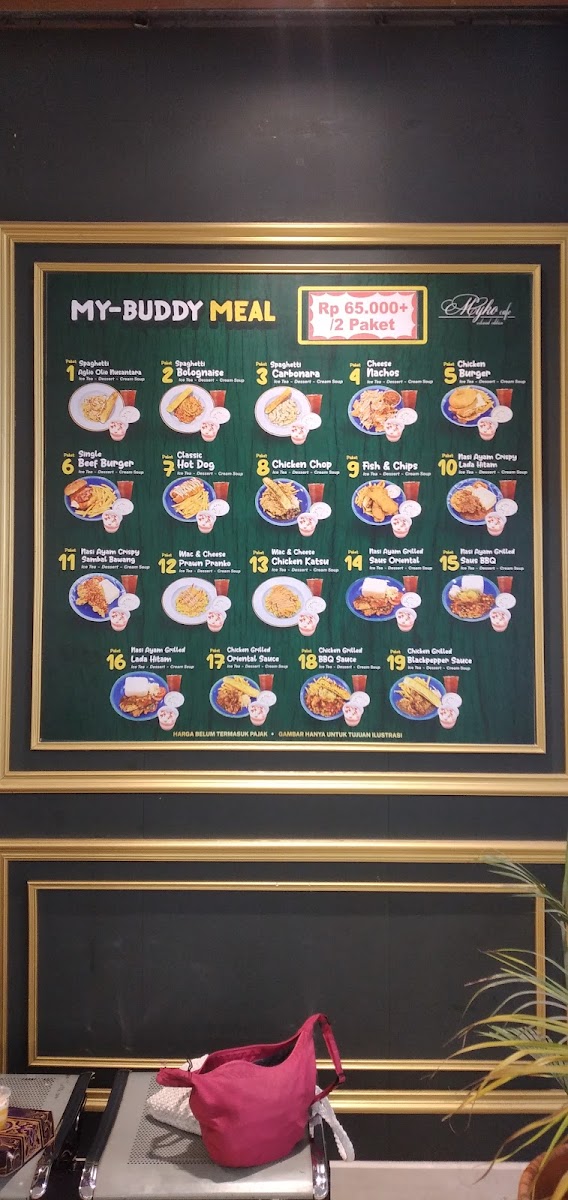 MY-BUDDY MEAL
Rp 65.000+
/2 Paket
Myko cafe
Paket 1 Spaghetti
Aglio Olio Nusantara
Ice Tea - Dessert - Cream Soup
Paket 2 Spaghetti
Bolognaise
Ice Tea - Dessert - Cream Soup
Paket 3 Spaghetti
Carbonara
Ice Tea - Dessert - Cream Soup
Paket 4 Cheese
Nachos
Ice Tea - Dessert - Cream Soup
Paket 5 Chicken
Burger
Ice Tea - Dessert - Cream Soup
Paket 6 Single
Beef Burger
Ice Tea - Dessert - Cream Soup
Paket 7 Classic
Hot Dog
Ice Tea - Dessert - Cream Soup
Paket 8 Chicken Chop
Ice Tea - Dessert - Cream Soup
Paket 9 Fish & Chips
Ice Tea - Dessert - Cream Soup
Paket 10 Nasi Ayam Crispy
Lada Hitam
Ice Tea - Dessert - Cream Soup
Paket 11 Nasi Ayam Crispy
Sambal Bawang
Ice Tea - Dessert - Cream Soup
Paket 12 Mac & Cheese
Prawn Pranko
Ice Tea - Dessert - Cream Soup
Paket 13 Mac & Cheese
Chicken Katsu
Ice Tea - Dessert - Cream Soup
Paket 14 Nasi Ayam Grilled
Saus Oriental
Ice Tea - Dessert - Cream Soup
Paket 15 Nasi Ayam Grilled
Saus BBQ
Ice Tea - Dessert - Cream Soup
Paket 16 Nasi Ayam Grilled
Lada Hitam
Ice Tea - Dessert - Cream Soup
Paket 17 Chicken Grilled
Oriental Sauce
Ice Tea - Dessert - Cream Soup
Paket 18 Chicken Grilled
BBQ Sauce
Ice Tea - Dessert - Cream Soup
Paket 19 Chicken Grilled
Blackpepper Sauce
Ice Tea - Dessert - Cream Soup
HARGA BELUM TERMASUK PAJAK • GAMBAR HANYA UNTUK TUJUAN ILUSTRASI